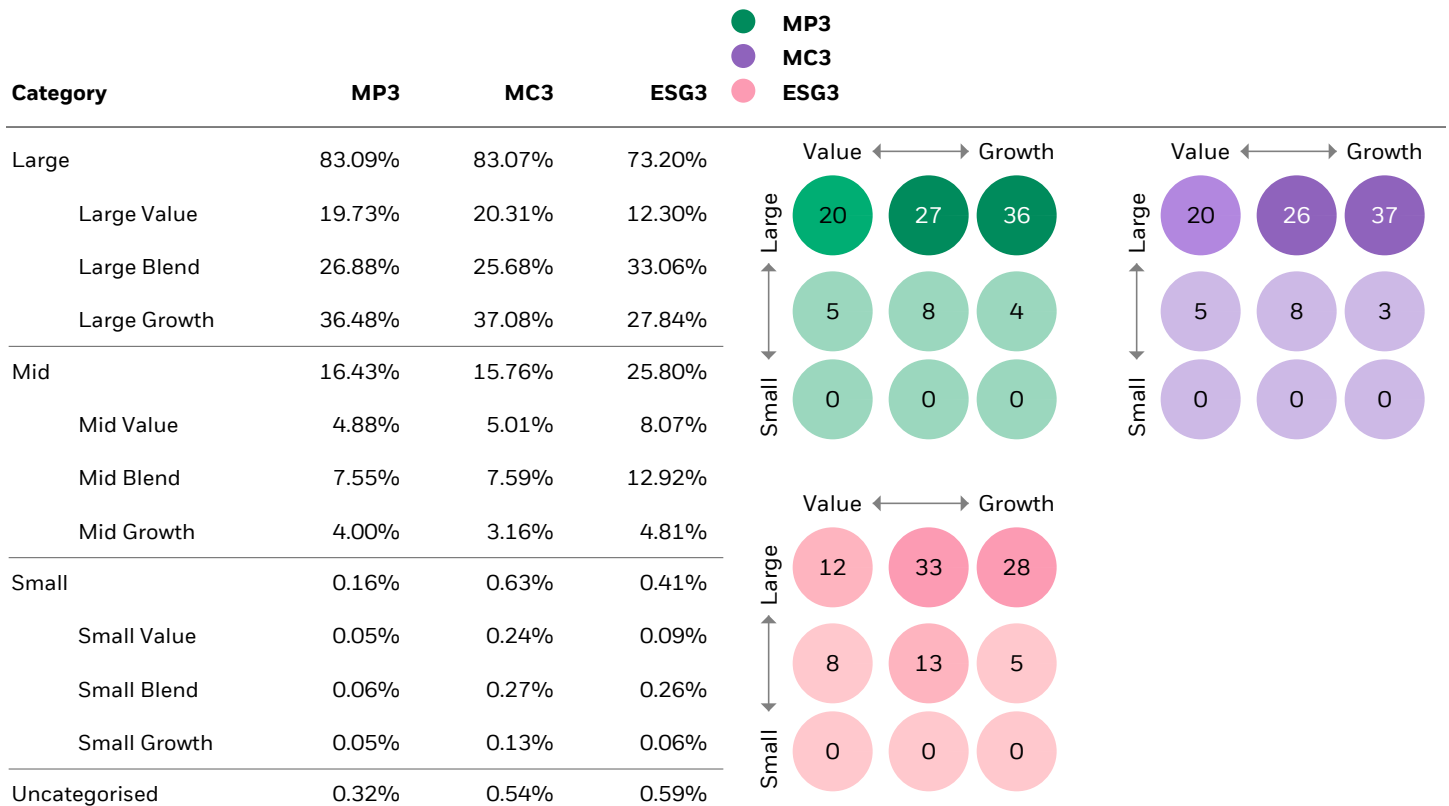 MP3
MC3
Category MP3 MC3 ESG3 ESG3
Large 83.09% 83.07% 73.20%
Large Value 19.73% 20.31% 12.30%
Large Blend 26.88% 25.68% 33.06%
Large Growth 36.48% 37.08% 27.84%
Mid 16.43% 15.76% 25.80%
Mid Value 4.88% 5.01% 8.07%
Mid Blend 7.55% 7.59% 12.92%
Mid Growth 4.00% 3.16% 4.81%
Small 0.16% 0.63% 0.41%
Small Value 0.05% 0.24% 0.09%
Small Blend 0.06% 0.27% 0.26%
Small Growth 0.05% 0.13% 0.06%
Uncategorised 0.32% 0.54% 0.59%
Value Growth
Large
20 27 36
5 8 4
Small
0 0 0
Value Growth
Large
20 26 37
5 8 3
Small
0 0 0
Value Growth
Large
12 33 28
8 13 5
Small
0 0 0